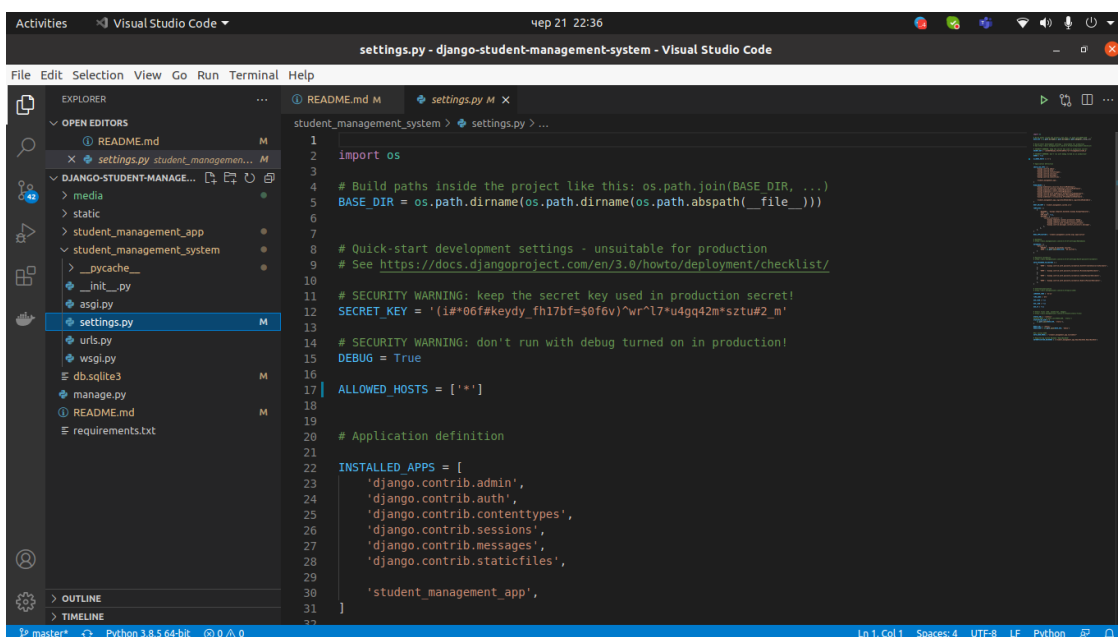 Activities Visual Studio Code чер 21 22:36
settings.py - django-student-management-system - Visual Studio Code
File Edit Selection View Go Run Terminal Help
EXPLORER
OPEN EDITORS
README.md M
settings.py student_managemen... M
DJANGO-STUDENT-MANAGE...
media
static
student_management_app
student_management_system
__pycache__
__init__.py
asgi.py
settings.py M
urls.py
wsgi.py
db.sqlite3 M
manage.py
README.md M
requirements.txt
OUTLINE
TIMELINE
42
README.md M settings.py M
student_management_system > settings.py > ...
1
2 import os
3
4 # Build paths inside the project like this: os.path.join(BASE_DIR, ...)
5 BASE_DIR = os.path.dirname(os.path.dirname(os.path.abspath(__file__)))
6
7
8 # Quick-start development settings - unsuitable for production
9 # See https://docs.djangoproject.com/en/3.0/howto/deployment/checklist/
10
11 # SECURITY WARNING: keep the secret key used in production secret!
12 SECRET_KEY = '(i#*06f#keydy_fh17bf=$0f6v)^wr^l7*u4gq42m*sztu#2_m'
13
14 # SECURITY WARNING: don't run with debug turned on in production!
15 DEBUG = True
16
17 ALLOWED_HOSTS = ['*']
18
19
20 # Application definition
21
22 INSTALLED_APPS = [
23 'django.contrib.admin',
24 'django.contrib.auth',
25 'django.contrib.contenttypes',
26 'django.contrib.sessions',
27 'django.contrib.messages',
28 'django.contrib.staticfiles',
29
30 'student_management_app',
31 ]
32
master* Python 3.8.5 64-bit 0 0 Ln 1, Col 1 Spaces: 4 UTF-8 LF Python